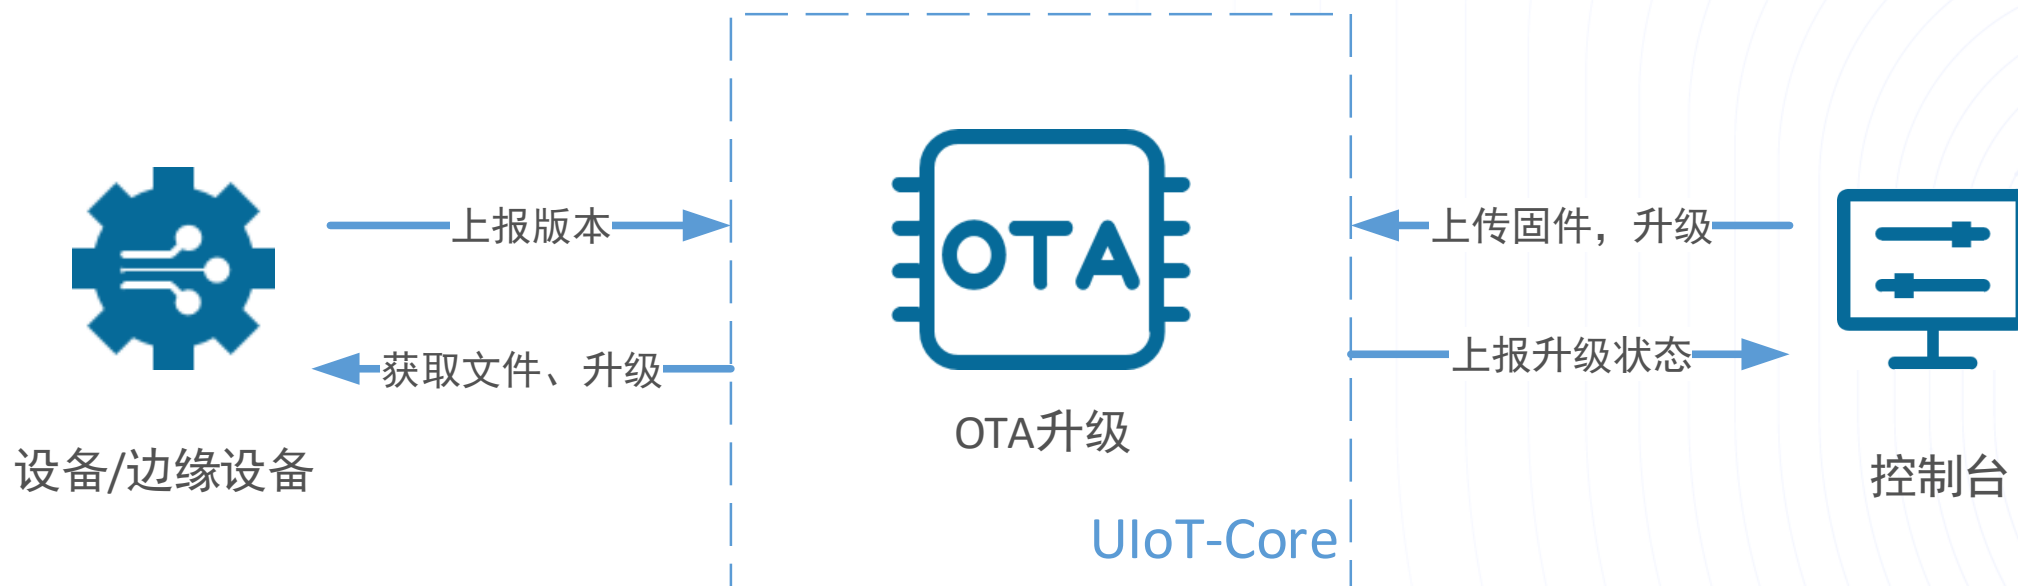 上报版本
获取文件、升级
设备/边缘设备
OTA
OTA升级
UIoT-Core
上传固件，升级
上报升级状态
控制台